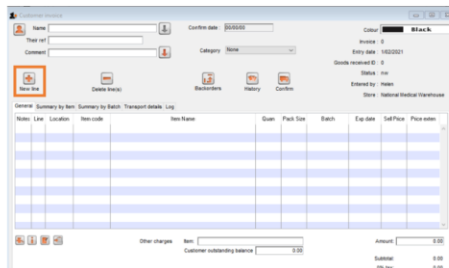 Customer invoice
Name
Confirm date: 00/00/00
Colour Black
Their ref
Invoice : 0
Comment
Category None
Entry date : 1/02/2021
Goods received ID : 0
Status : nw
New line
Delete line(s)
Backorders
History
Confirm
Entered by : Helen
Store : National Medical Warehouse
General Summary by Item Summary by Batch Transport details Log
Notes Line Location Item code Item Name Quan Pack Size Batch Exp date Sell Price Price exten
Other charges Item: Amount: 0.00
Customer outstanding balance 0.00
Subtotal: 0.00
0.00